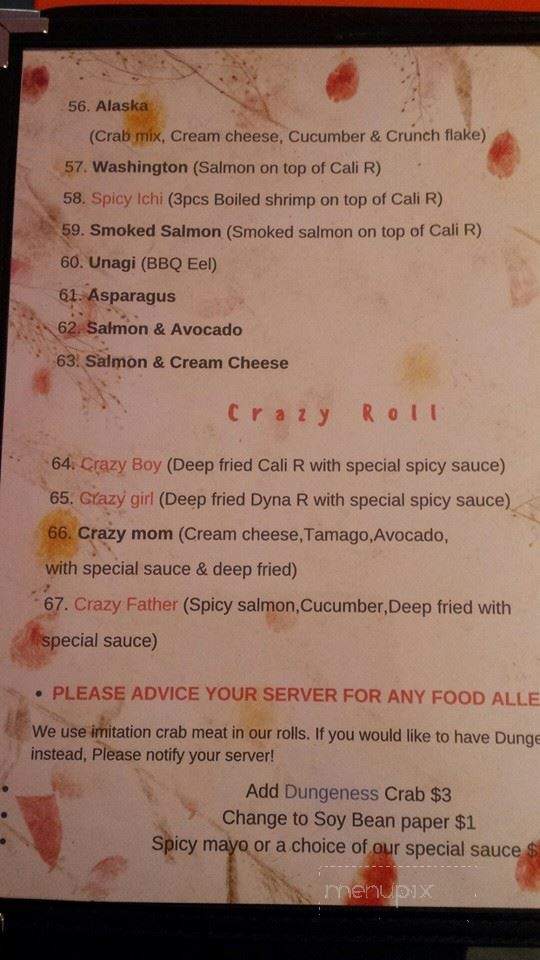 56. Alaska
(Crab mix, Cream cheese, Cucumber & Crunch flake)
57. Washington (Salmon on top of Cali R)
58. Spicy Ichi (3pcs Boiled shrimp on top of Cali R)
59. Smoked Salmon (Smoked salmon on top of Cali R)
60. Unagi (BBQ Eel)
61. Asparagus
62. Salmon & Avocado
63. Salmon & Cream Cheese
Crazy Roll
64. Crazy Boy (Deep fried Cali R with special spicy sauce)
65. Crazy girl (Deep fried Dyna R with special spicy sauce)
66. Crazy mom (Cream cheese,Tamago,Avocado,
with special sauce & deep fried)
67. Crazy Father (Spicy salmon,Cucumber,Deep fried with
special sauce)
• PLEASE ADVICE YOUR SERVER FOR ANY FOOD ALLE
We use imitation crab meat in our rolls. If you would like to have Dunge
instead, Please notify your server!
Add Dungeness Crab $3
Change to Soy Bean paper $1
Spicy mayo or a choice of our special sauce $
menupix